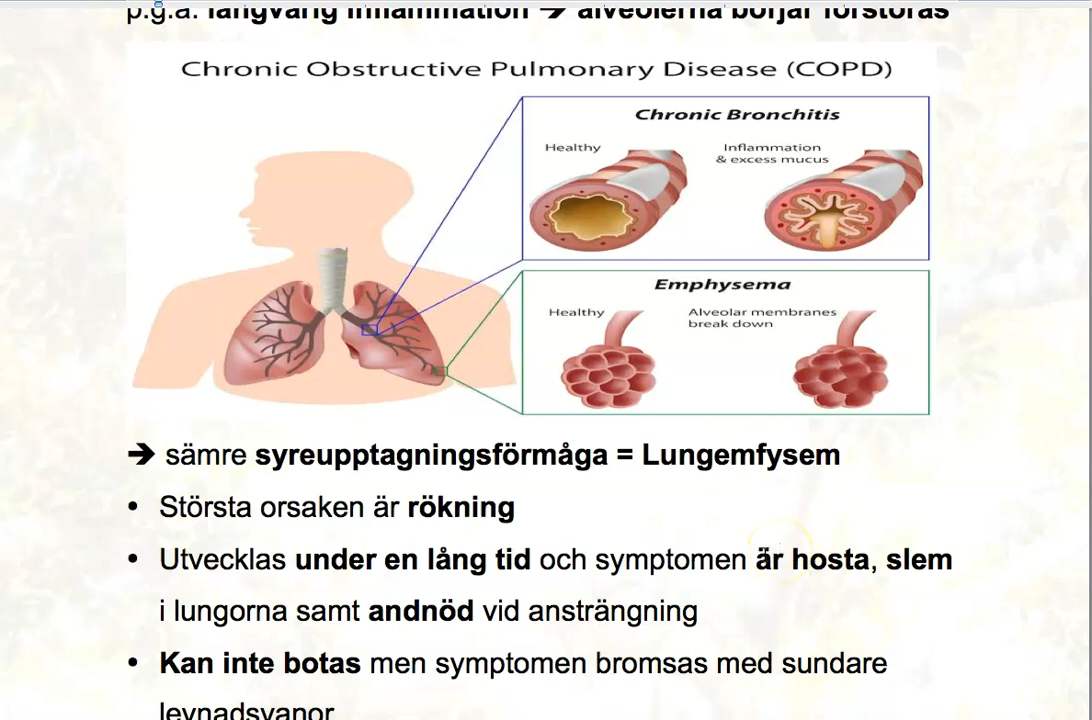 p.g.a. långvarig inflammation ➔ alveolerna börjar förstöras
Chronic Obstructive Pulmonary Disease (COPD)
Chronic Bronchitis
Healthy
Inflammation
& excess mucus
Emphysema
Healthy
Alveolar membranes
break down
➔ sämre syreupptagningsförmåga = Lungemfysem
• Största orsaken är rökning
• Utvecklas under en lång tid och symptomen är hosta, slem
i lungorna samt andnöd vid ansträngning
• Kan inte botas men symptomen bromsas med sundare
levnadsvanor